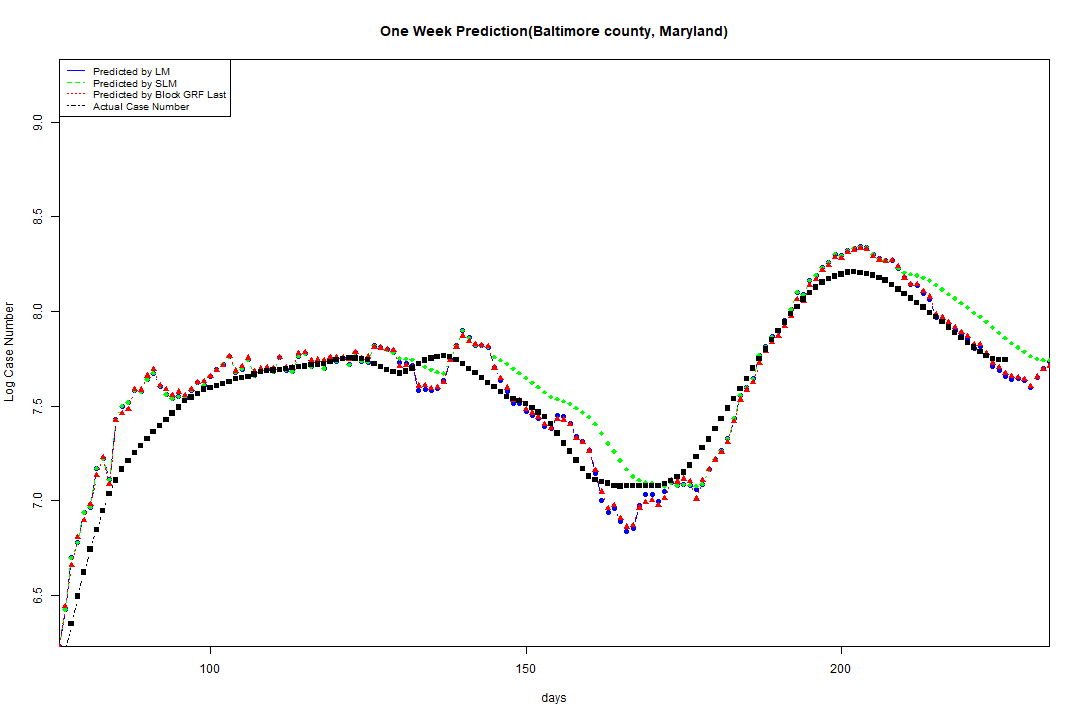 One Week Prediction(Baltimore county, Maryland)
Predicted by LM
Predicted by SLM
Predicted by Block GRF Last
Actual Case Number
Log Case Number
9.0
8.5
8.0
7.5
7.0
6.5
100
150
200
days